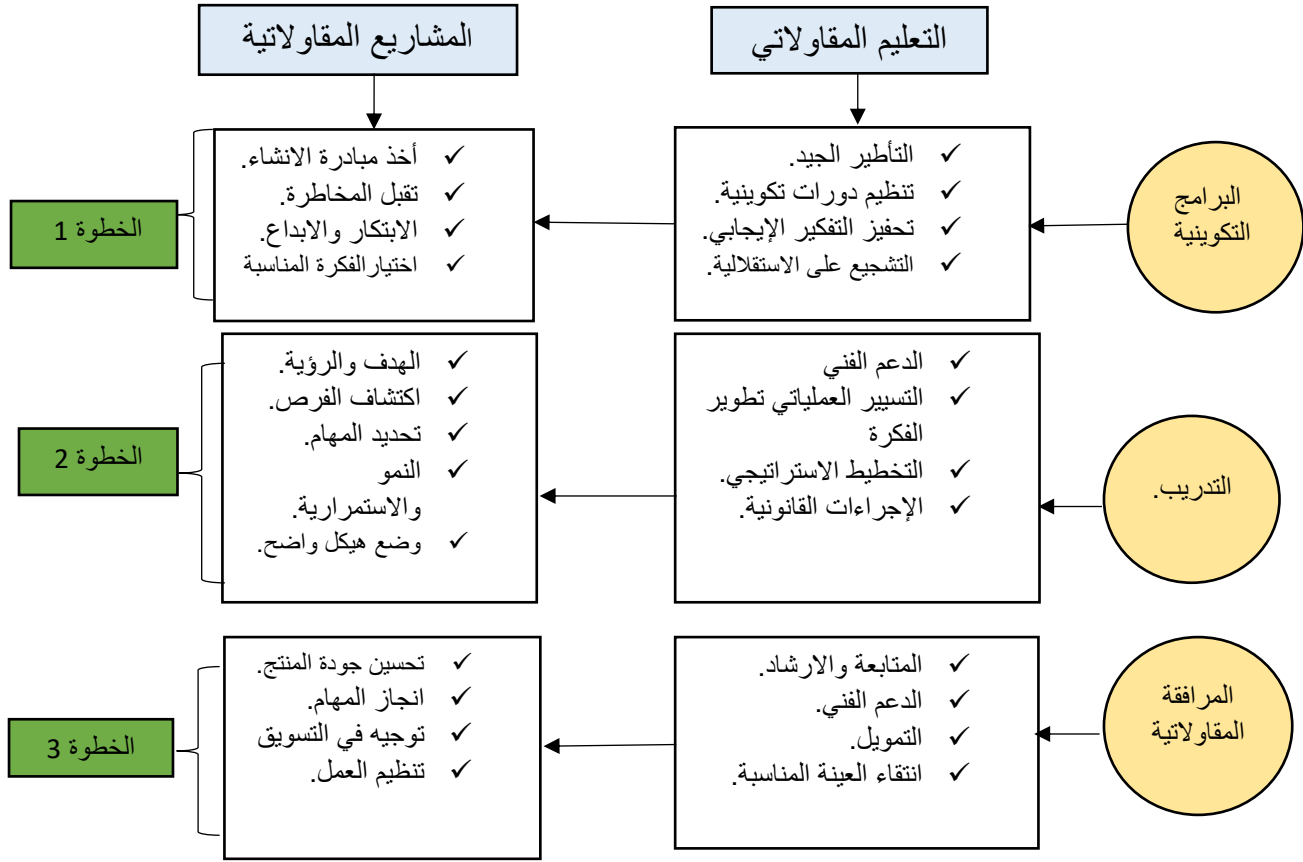 التعليم المقاولاتي
المشاريع المقاولاتية
البرامج
التكوينية
✓ التأطير الجيد.
✓ تنظيم دورات تكوينية.
✓ تحفيز التفكير الإيجابي.
✓ التشجيع على الاستقلالية.
✓ أخذ مبادرة الانشاء.
✓ تقبل المخاطرة.
✓ الابتكار والابداع.
✓ اختيارالفكرة المناسبة
الخطوة 1
التدريب.
✓ الدعم الفني
✓ التسيير العملياتي تطوير
الفكرة
✓ التخطيط الاستراتيجي.
✓ الإجراءات القانونية.
✓ الهدف والرؤية.
✓ اكتشاف الفرص.
✓ تحديد المهام.
✓ النمو
والاستمرارية.
✓ وضع هيكل واضح.
الخطوة 2
المرافقة
المقاولاتية
✓ المتابعة والارشاد.
✓ الدعم الفني.
✓ التمويل.
✓ انتقاء العينة المناسبة.
✓ تحسين جودة المنتج.
✓ انجاز المهام.
✓ توجيه في التسويق
✓ تنظيم العمل.
الخطوة 3